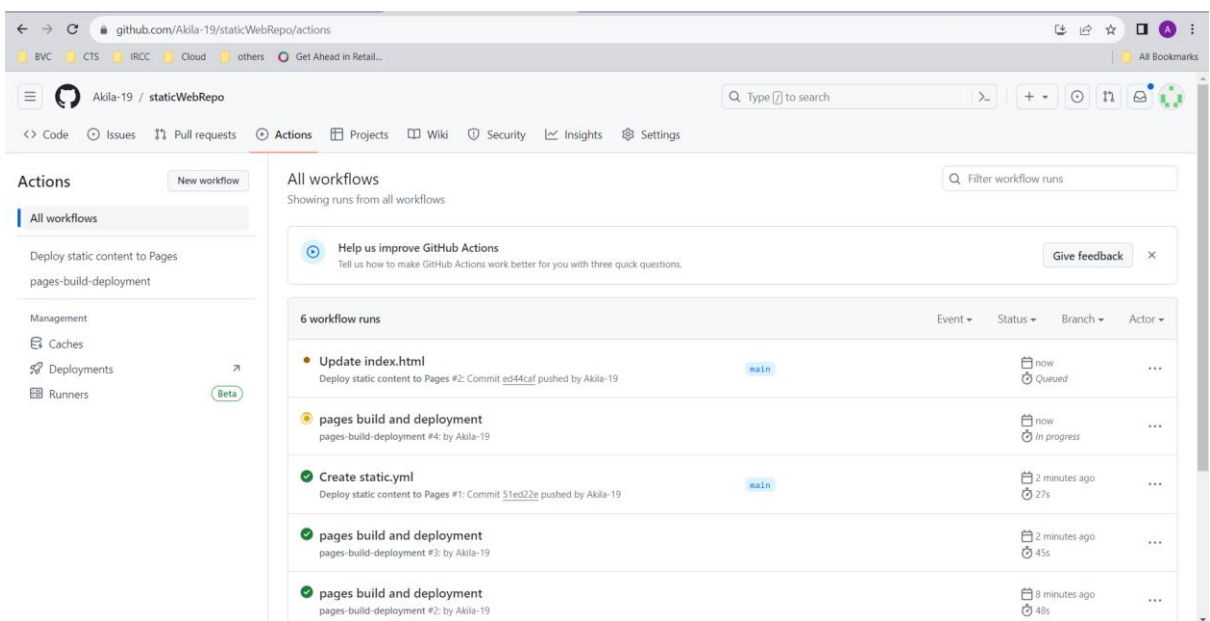 github.com/Akila-19/staticWebRepo/actions
BVC CTS IRCC Cloud others Get Ahead in Retail... All Bookmarks
Akila-19 / staticWebRepo Type / to search
<> Code Issues Pull requests Actions Projects Wiki Security Insights Settings
Actions New workflow
All workflows
Deploy static content to Pages
pages-build-deployment
Management
Caches
Deployments
Runners Beta
All workflows
Showing runs from all workflows
Filter workflow runs
Help us improve GitHub Actions
Tell us how to make GitHub Actions work better for you with three quick questions.
Give feedback
6 workflow runs Event Status Branch Actor
Update index.html
Deploy static content to Pages #2: Commit ed44caf pushed by Akila-19
main
now
Queued
pages build and deployment
pages-build-deployment #4: by Akila-19
now
In progress
Create static.yml
Deploy static content to Pages #1: Commit 51ed22e pushed by Akila-19
main
2 minutes ago
27s
pages build and deployment
pages-build-deployment #3: by Akila-19
2 minutes ago
45s
pages build and deployment
pages-build-deployment #2: by Akila-19
8 minutes ago
48s